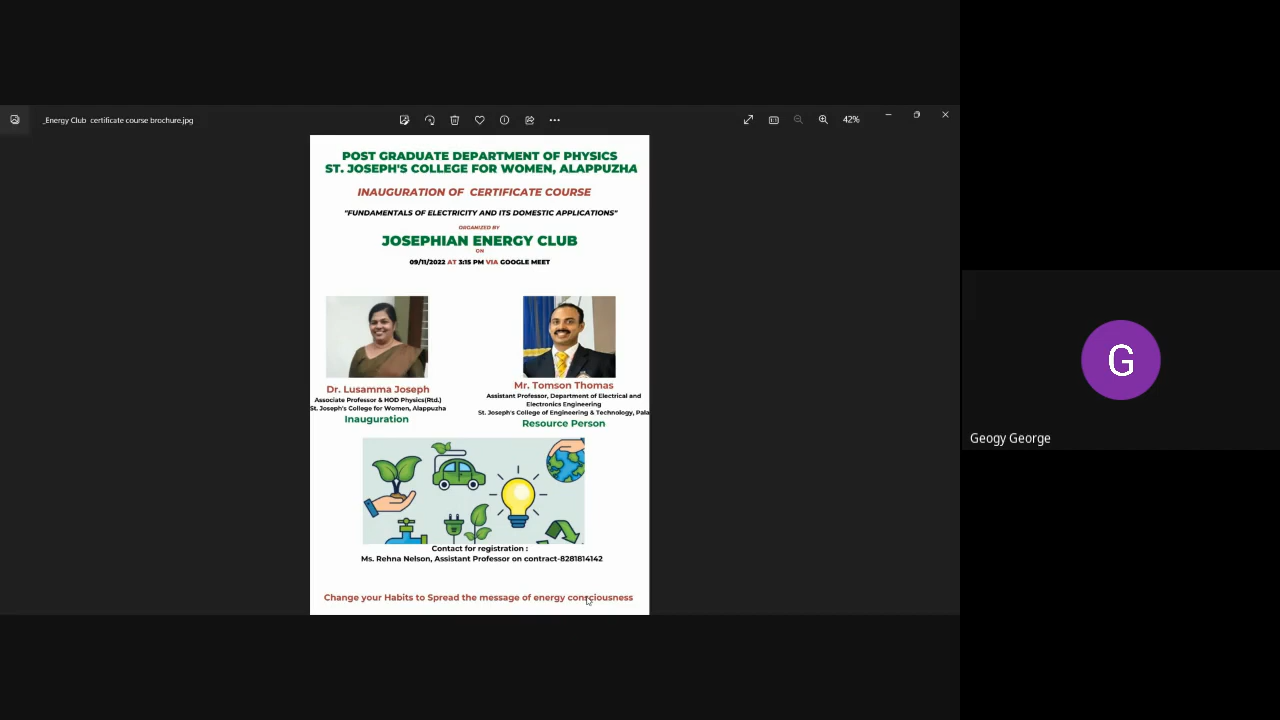 _Energy Club  certificate course brochure.jpg
42%
POST GRADUATE DEPARTMENT OF PHYSICS
ST. JOSEPH'S COLLEGE FOR WOMEN, ALAPPUZHA
INAUGURATION OF  CERTIFICATE COURSE
"FUNDAMENTALS OF ELECTRICITY AND ITS DOMESTIC APPLICATIONS"
ORGANIZED BY
JOSEPHIAN ENERGY CLUB
ON
09/11/2022 AT 3:15 PM VIA GOOGLE MEET
Dr. Lusamma Joseph
Associate Professor & HOD Physics(Rtd.)
St. Joseph's College for Women, Alappuzha
Inauguration
Mr. Tomson Thomas
Assistant Professor, Department of Electrical and
Electronics Engineering
St. Joseph's College of Engineering & Technology, Pala
Resource Person
Contact for registration :
Ms. Rehna Nelson, Assistant Professor on contract-8281814142
Change your Habits to Spread the message of energy consciousness
G
Geogy George